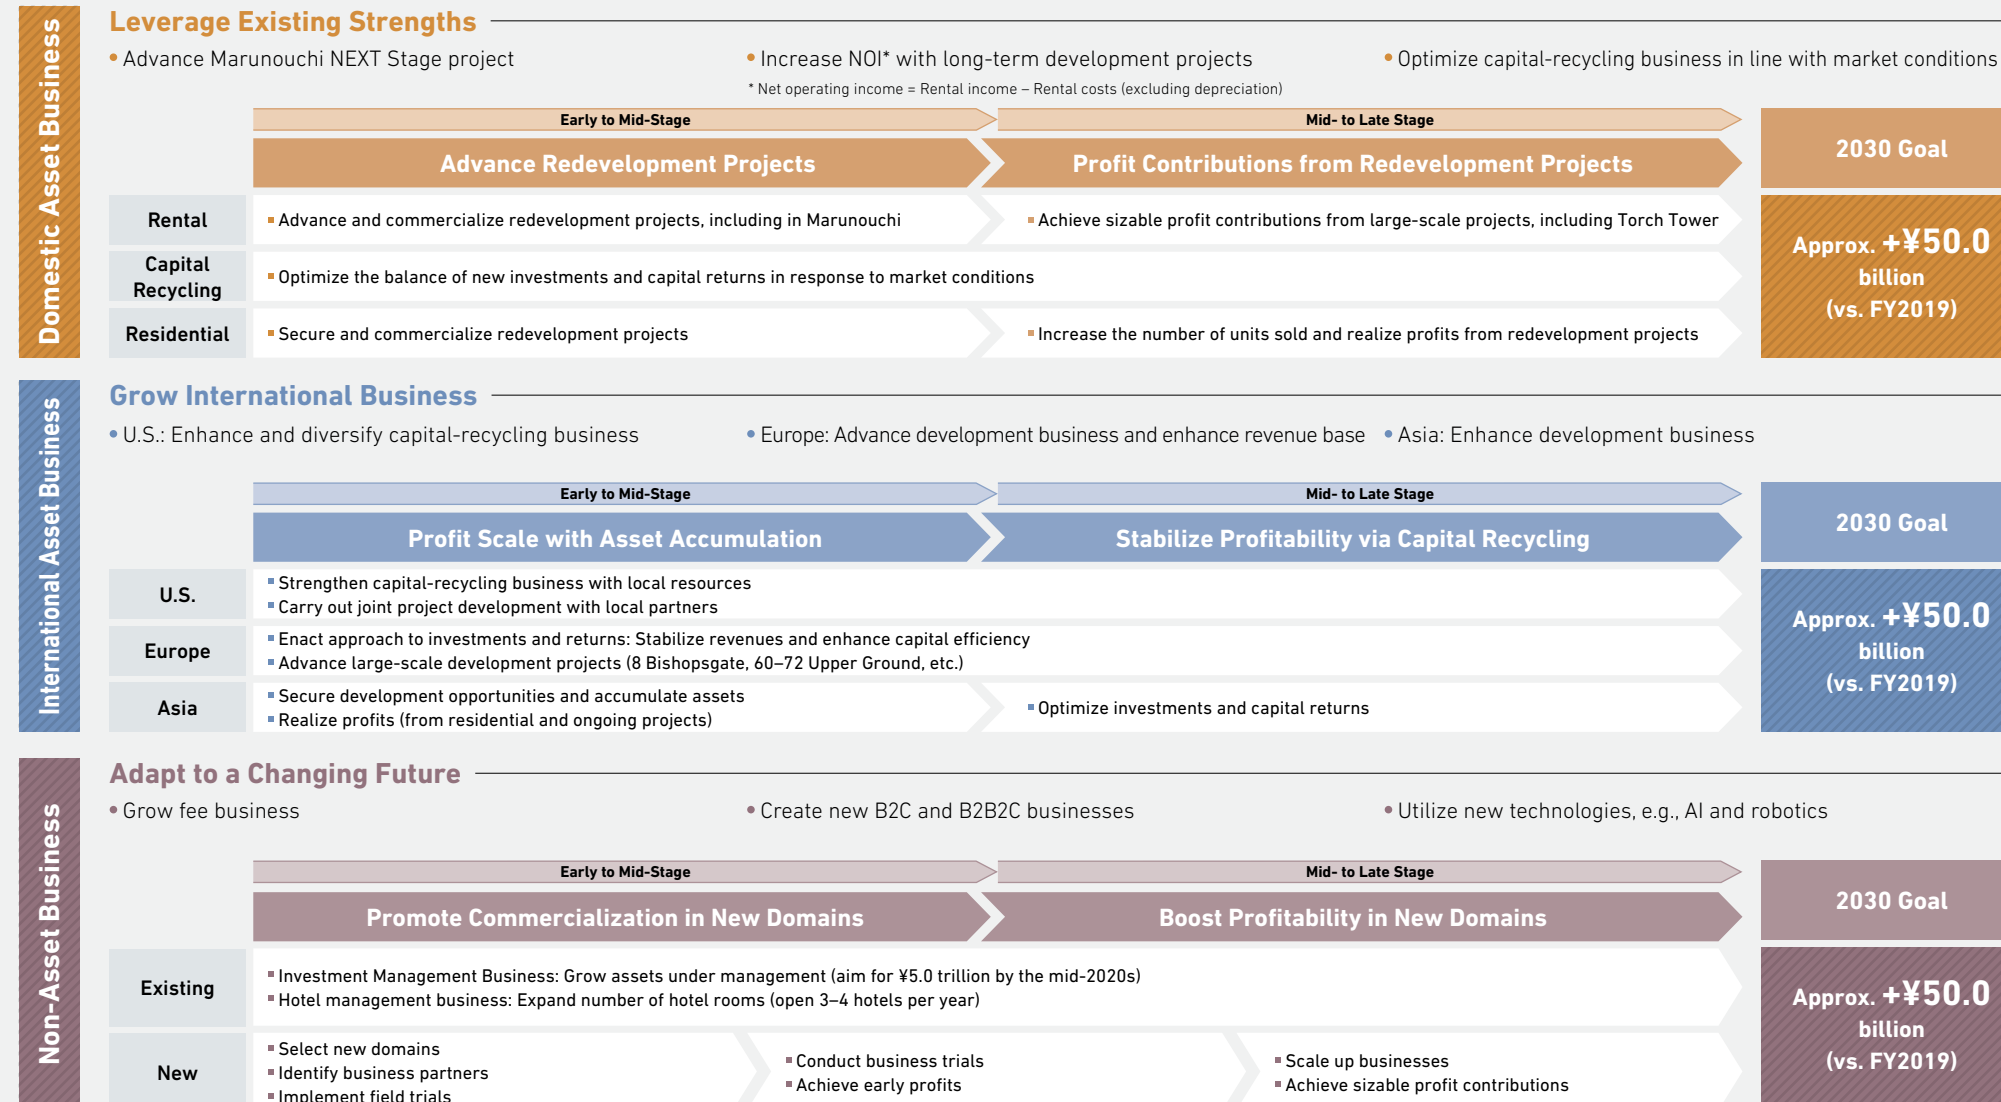 Domestic Asset Business
Leverage Existing Strengths
• Advance Marunouchi NEXT Stage project
• Increase NOI* with long-term development projects
* Net operating income = Rental income – Rental costs (excluding depreciation)
• Optimize capital-recycling business in line with market conditions
Early to Mid-Stage
Mid- to Late Stage
Advance Redevelopment Projects
Profit Contributions from Redevelopment Projects
2030 Goal
Rental
▪ Advance and commercialize redevelopment projects, including in Marunouchi
▪ Achieve sizable profit contributions from large-scale projects, including Torch Tower
Capital
Recycling
▪ Optimize the balance of new investments and capital returns in response to market conditions
Residential
▪ Secure and commercialize redevelopment projects
▪ Increase the number of units sold and realize profits from redevelopment projects
Approx. +¥50.0
billion
(vs. FY2019)
International Asset Business
Grow International Business
• U.S.: Enhance and diversify capital-recycling business
• Europe: Advance development business and enhance revenue base
• Asia: Enhance development business
Early to Mid-Stage
Mid- to Late Stage
Profit Scale with Asset Accumulation
Stabilize Profitability via Capital Recycling
2030 Goal
U.S.
▪ Strengthen capital-recycling business with local resources
▪ Carry out joint project development with local partners
Europe
▪ Enact approach to investments and returns: Stabilize revenues and enhance capital efficiency
▪ Advance large-scale development projects (8 Bishopsgate, 60–72 Upper Ground, etc.)
Asia
▪ Secure development opportunities and accumulate assets
▪ Realize profits (from residential and ongoing projects)
▪ Optimize investments and capital returns
Approx. +¥50.0
billion
(vs. FY2019)
Non-Asset Business
Adapt to a Changing Future
• Grow fee business
• Create new B2C and B2B2C businesses
• Utilize new technologies, e.g., AI and robotics
Early to Mid-Stage
Mid- to Late Stage
Promote Commercialization in New Domains
Boost Profitability in New Domains
2030 Goal
Existing
▪ Investment Management Business: Grow assets under management (aim for ¥5.0 trillion by the mid-2020s)
▪ Hotel management business: Expand number of hotel rooms (open 3–4 hotels per year)
New
▪ Select new domains
▪ Identify business partners
▪ Implement field trials
▪ Conduct business trials
▪ Achieve early profits
▪ Scale up businesses
▪ Achieve sizable profit contributions
Approx. +¥50.0
billion
(vs. FY2019)